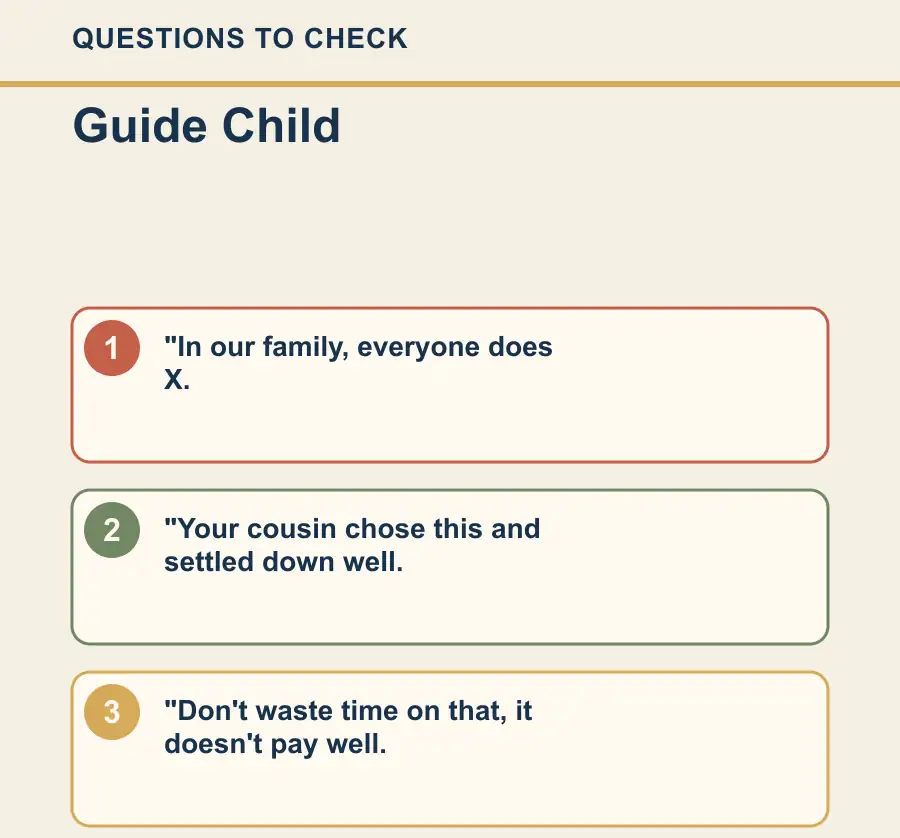 QUESTIONS TO CHECK
Guide Child
1
"In our family, everyone does
X.
2
"Your cousin chose this and
settled down well.
3
"Don't waste time on that, it
doesn't pay well.